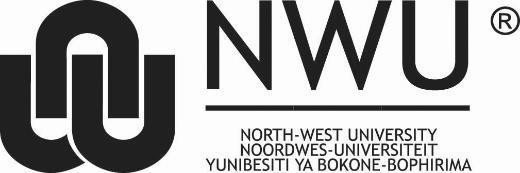 NWU®
NORTH-WEST UNIVERSITY
NOORDWES-UNIVERSITEIT
YUNIBESITI YA BOKONE-BOPHIRIMA